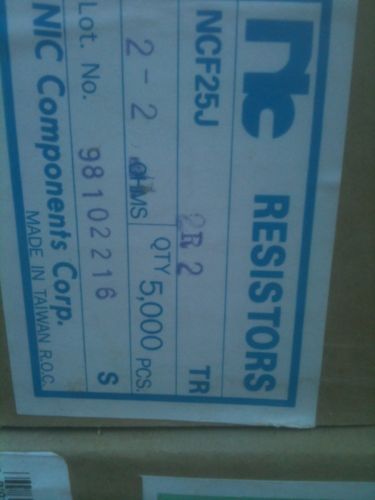 nic RESISTORS
NCF25J 2R2 TR
2-2 OHMS QTY 5,000 PCS.
Lot. No. 98102216 S
NIC Components Corp.
MADE IN TAIWAN R.O.C.